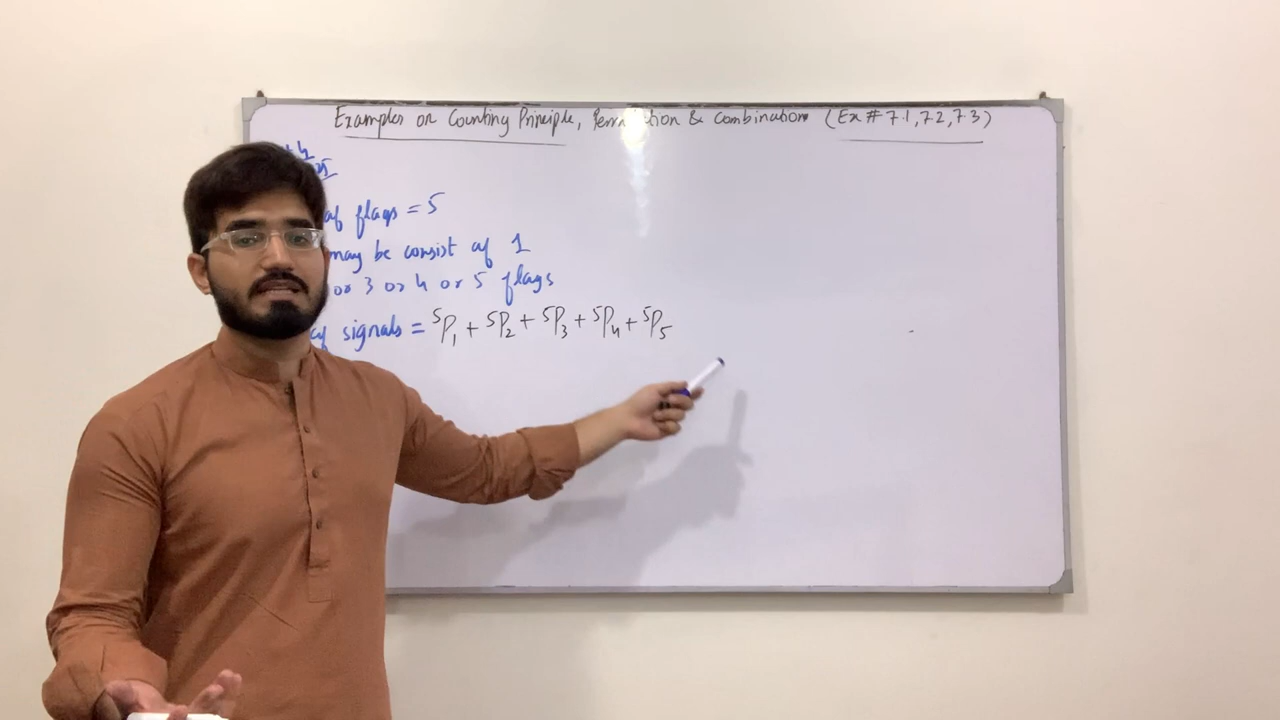 Examples on Counting Principle, & Combination (Ex # 7.1, 7.2, 7.3)
of flags = 5
may be consist of 1
or 3 or 4 or 5 flags
of signals = ⁵P₁ + ⁵P₂ + ⁵P₃ + ⁵P₄ + ⁵P₅